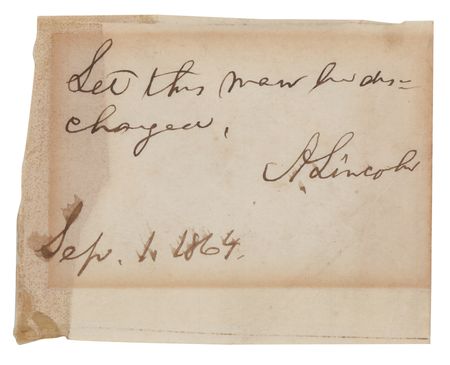 Let this man be dis=
charged.
A. Lincoln
Sep. 1. 1864.